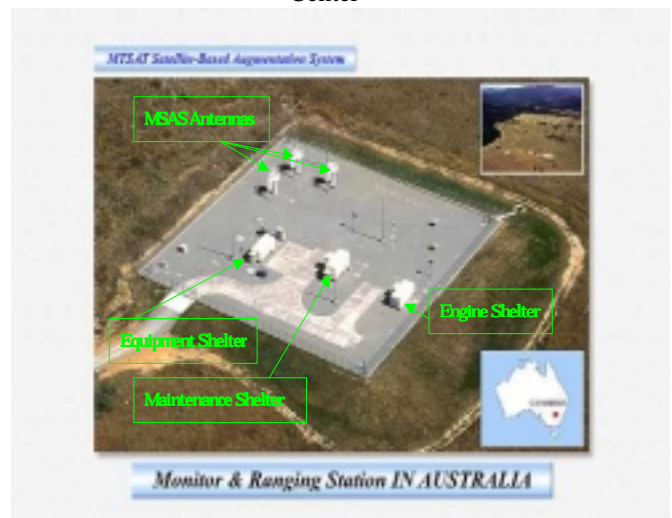 Center
MTSAT Satellite-Based Augmentation System
MSAS Antennas
Engine Shelter
Equipment Shelter
Maintenance Shelter
CANBERRA
Monitor & Ranging Station IN AUSTRALIA